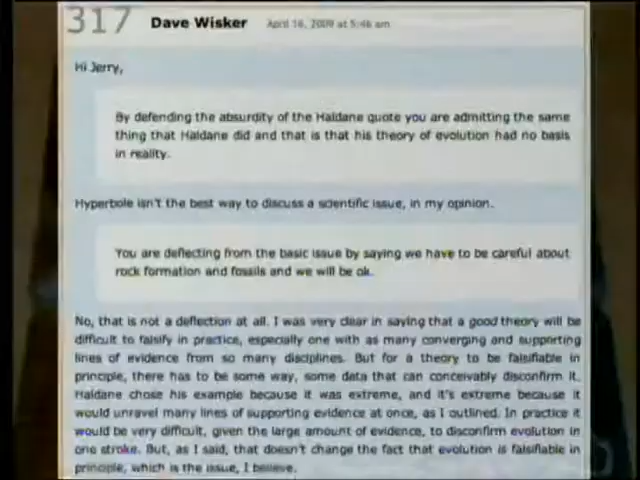 317 Dave Wisker April 16, 2009 at 5:46 am
Hi Jerry,
By defending the absurdity of the Haldane quote you are admitting the same
thing that Haldane did and that is that his theory of evolution had no basis
in reality.
Hyperbole isn't the best way to discuss a scientific issue, in my opinion.
You are deflecting from the basic issue by saying we have to be careful about
rock formation and fossils and we will be ok.
No, that is not a deflection at all. I was very clear in saying that a good theory will be
difficult to falsify in practice, especially one with as many converging and supporting
lines of evidence from so many disciplines. But for a theory to be falsifiable in
principle, there has to be some way, some data that can conceivably disconfirm it.
Haldane chose his example because it was extreme, and it's extreme because it
would unravel many lines of supporting evidence at once, as I outlined. In practice it
would be very difficult, given the large amount of evidence, to disconfirm evolution in
one stroke. But, as I said, that doesn't change the fact that evolution is falsifiable in
principle, which is the issue, I believe.